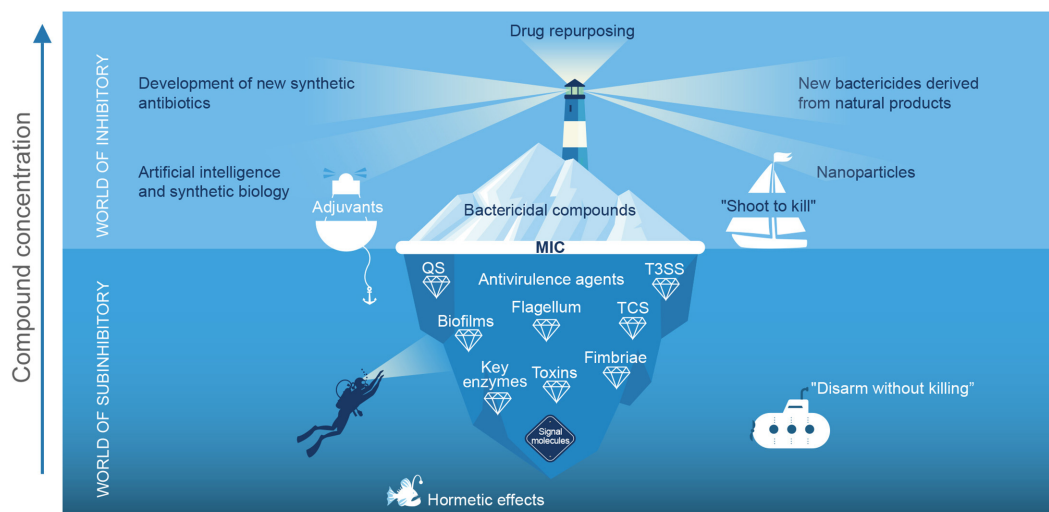 Compound concentration
WORLD OF INHIBITORY
WORLD OF SUBINHIBITORY
Drug repurposing
Development of new synthetic
antibiotics
New bactericides derived
from natural products
Artificial intelligence
and synthetic biology
Nanoparticles
Adjuvants
Bactericidal compounds
"Shoot to kill"
MIC
QS
Antivirulence agents
T3SS
Flagellum
TCS
Biofilms
Fimbriae
Key
enzymes
Toxins
"Disarm without killing”
Signal
molecules
Hormetic effects